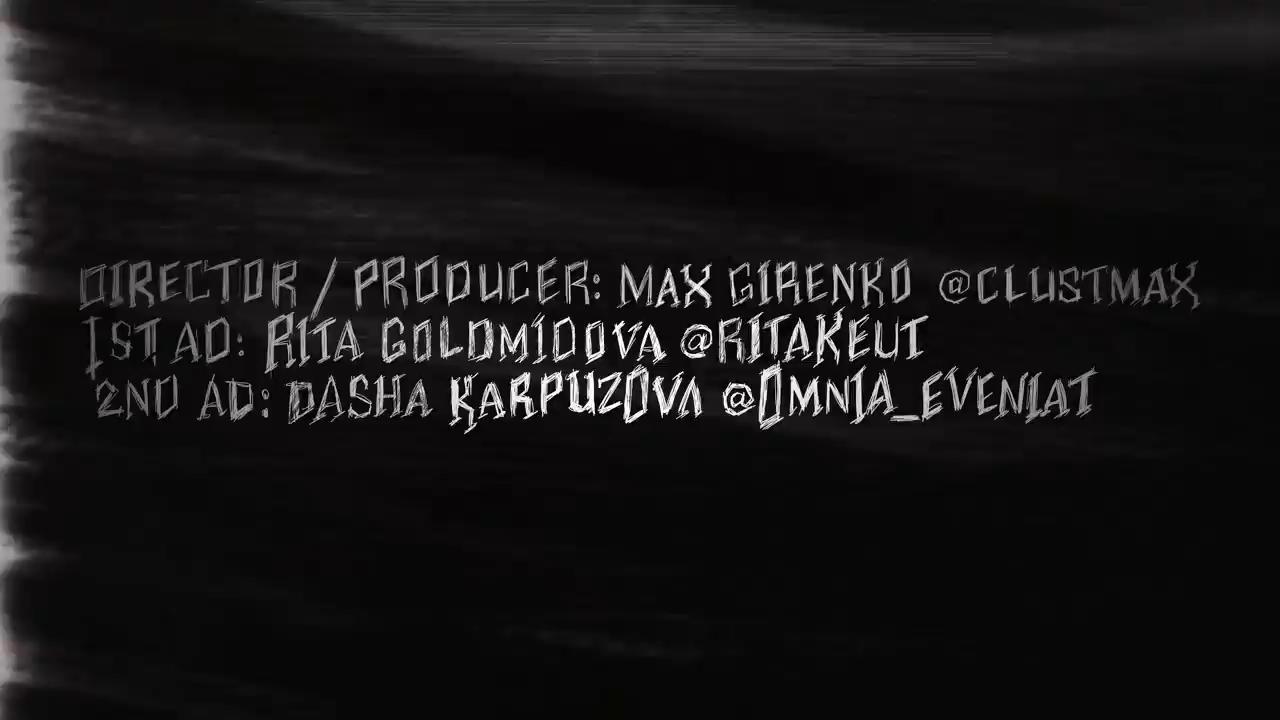 DIRECTOR / PRODUCER: MAX GIRENKO @CLUSTMAX
1ST AD: RITA GOLOMIDOVA @RITAKEUT
2ND AD: DASHA KARPUZOVA @OMNIA_EVENIAT